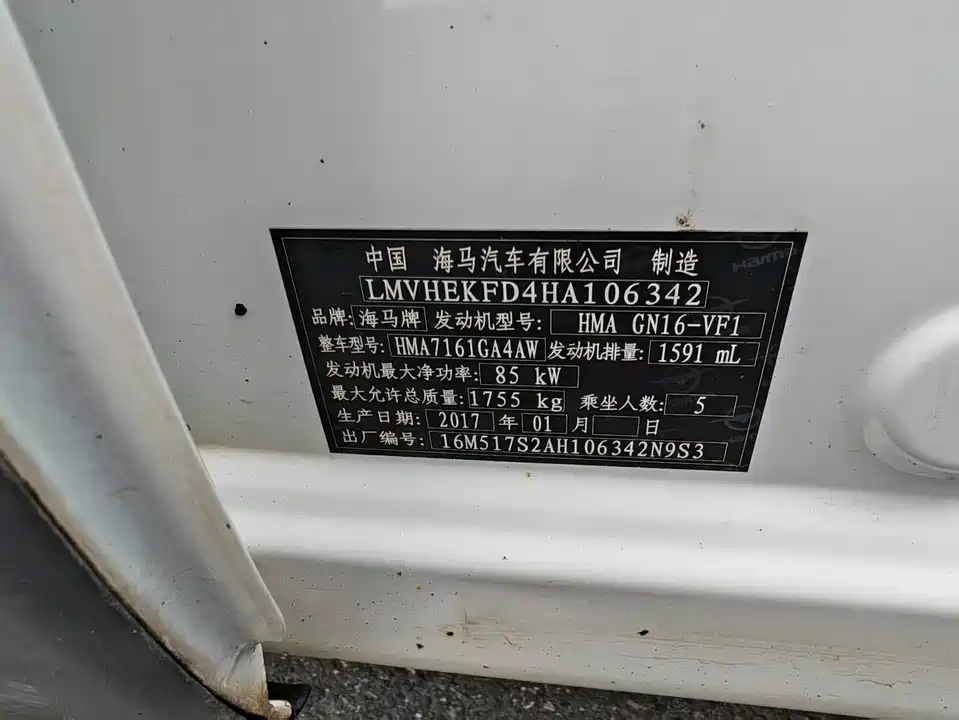 中国 海马汽车有限公司 制造
LMVHEKFD4HA106342
品牌: 海马牌 发动机型号: HMA GN16-VF1
整车型号: HMA7161GA4AW 发动机排量: 1591 mL
发动机最大净功率: 85 kW
最大允许总质量: 1755 kg 乘坐人数: 5
生产日期: 2017 年 01 月 日
出厂编号: 16M517S2AH106342N9S3